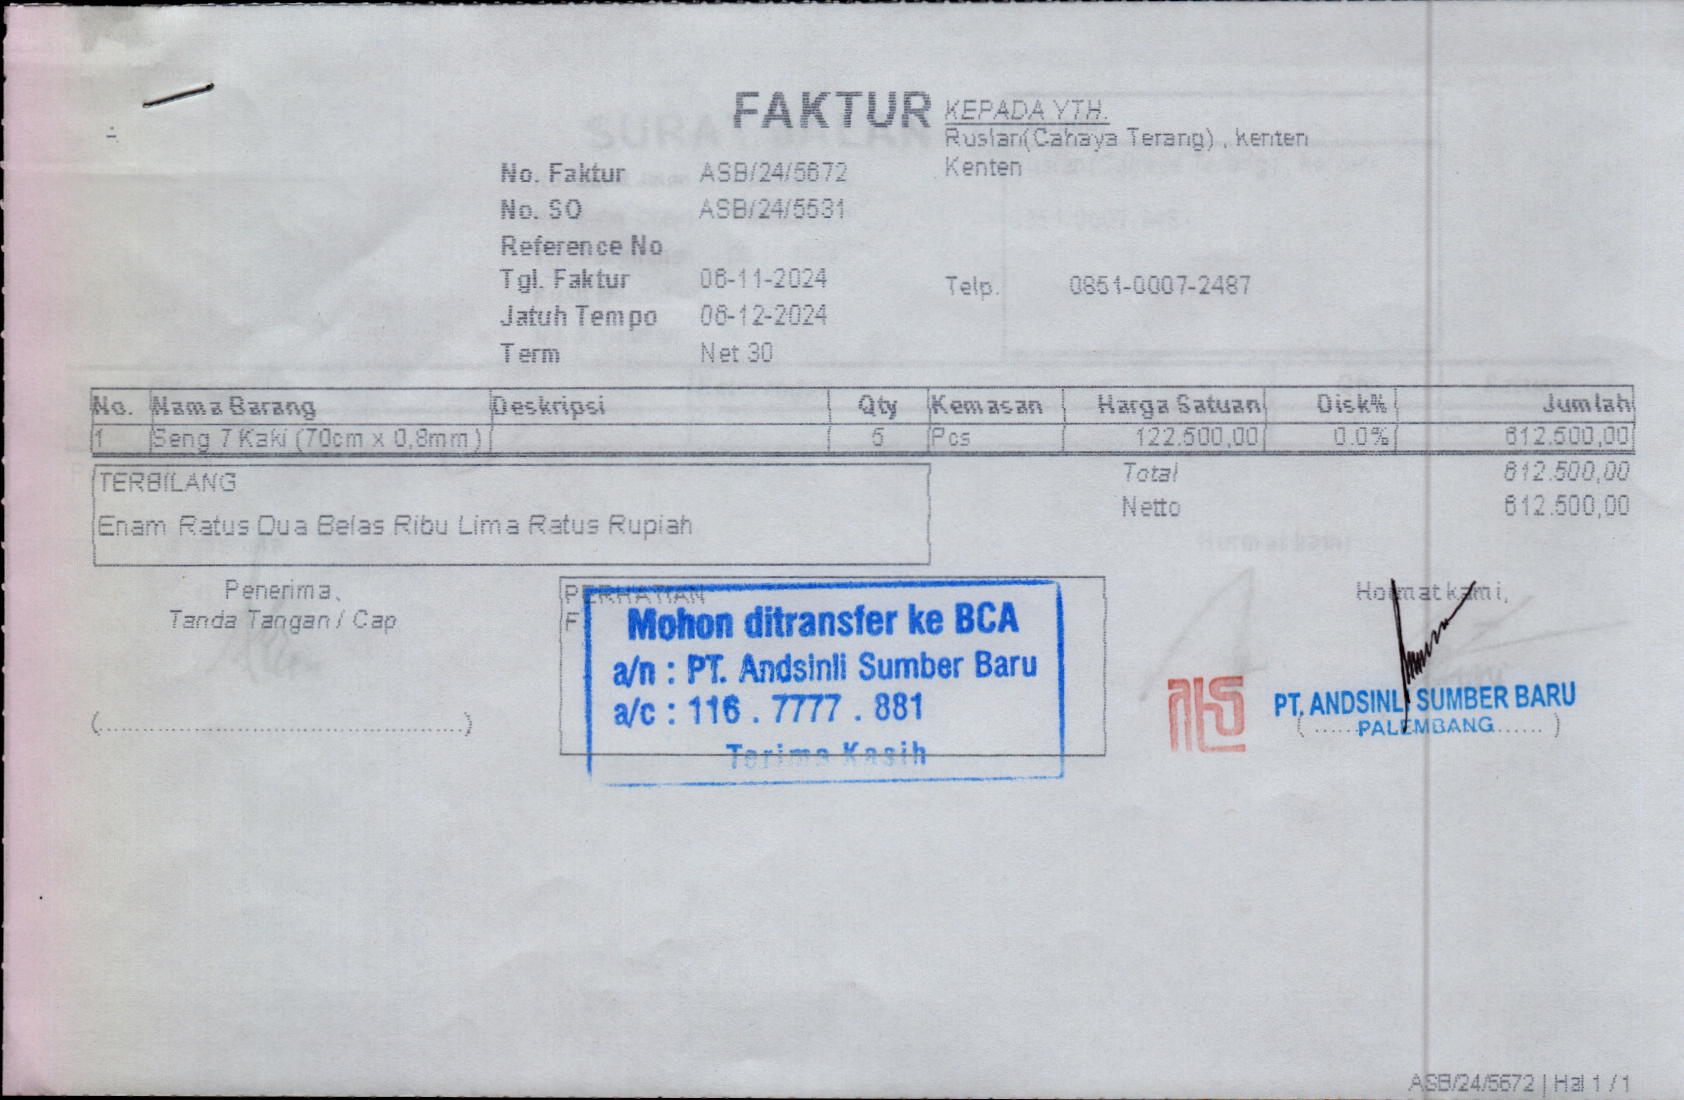 FAKTUR
KEPADA YTH.
Ruslan(Cahaya Terang) , kenten
Kenten
No. Faktur ASB/24/5672
No. SO ASB/24/5531
Reference No
Tgl. Faktur 06-11-2024
Telp. 0851-0007-2487
Jatuh Tempo 06-12-2024
Term Net 30
No. Nama Barang Deskripsi Qty Kemasan Harga Satuan Disk% Jumlah
1 Seng 7 Kaki (70cm x 0,8mm) 5 Pcs 122.500,00 0.0% 612.500,00
Total 612.500,00
Netto 612.500,00
TERBILANG
Enam Ratus Dua Belas Ribu Lima Ratus Rupiah
Penerima,
Tanda Tangan / Cap
(.......................................................)
PERHATIAN
Mohon ditransfer ke BCA
a/n : PT. Andsinli Sumber Baru
a/c : 116 . 7777 . 881
Terima Kasih
Hormat kami,
PT. ANDSINLI SUMBER BARU
PALEMBANG
ASB/24/5672 | Hal 1 / 1